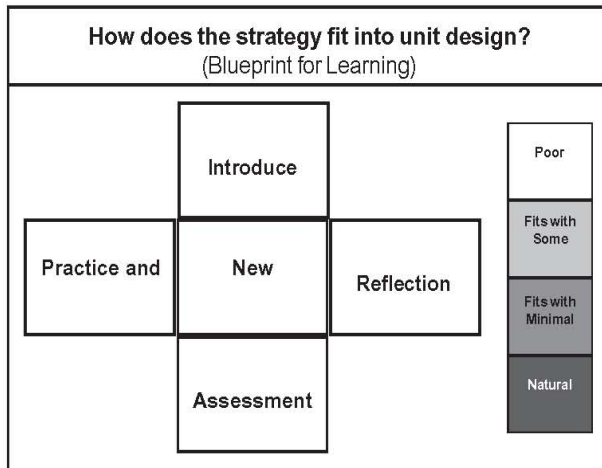 How does the strategy fit into unit design?
(Blueprint for Learning)
Introduce
Practice and
New
Reflection
Assessment
Poor
Fits with
Some
Fits with
Minimal
Natural